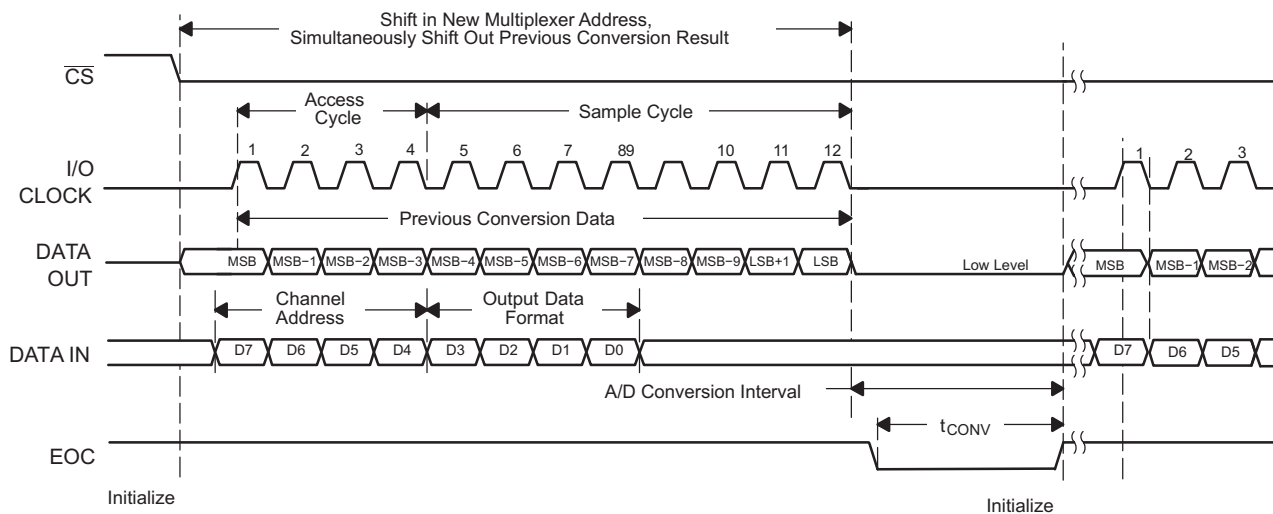 Shift in New Multiplexer Address,
Simultaneously Shift Out Previous Conversion Result
CS
Access
Cycle
Sample Cycle
I/O
CLOCK
1 2 3 4 5 6 7 89 10 11 12 1 2 3
Previous Conversion Data
DATA
OUT
MSB MSB−1 MSB−2 MSB−3 MSB−4 MSB−5 MSB−6 MSB−7 MSB−8 MSB−9 LSB+1 LSB Low Level MSB MSB−1 MSB−2
Channel
Address
Output Data
Format
DATA IN
D7 D6 D5 D4 D3 D2 D1 D0 D7 D6 D5
A/D Conversion Interval
tCONV
EOC
Initialize Initialize